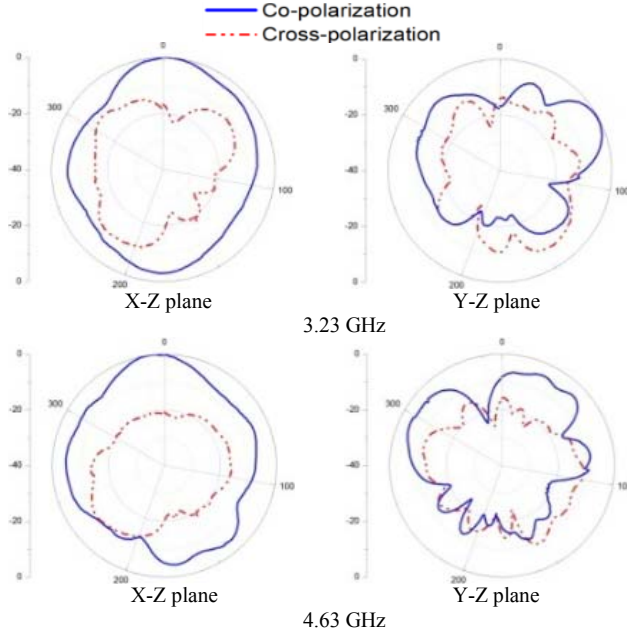 Co-polarization
Cross-polarization
0 0 0 0
300 300
-20 -20
-40 -40
100 100
-20 -20
200 200
0 0
X-Z plane Y-Z plane
3.23 GHz
0 0 0 0
300 300
-20 -20
-40 -40
100 10
-20 -20
200 200
0 0
X-Z plane Y-Z plane
4.63 GHz